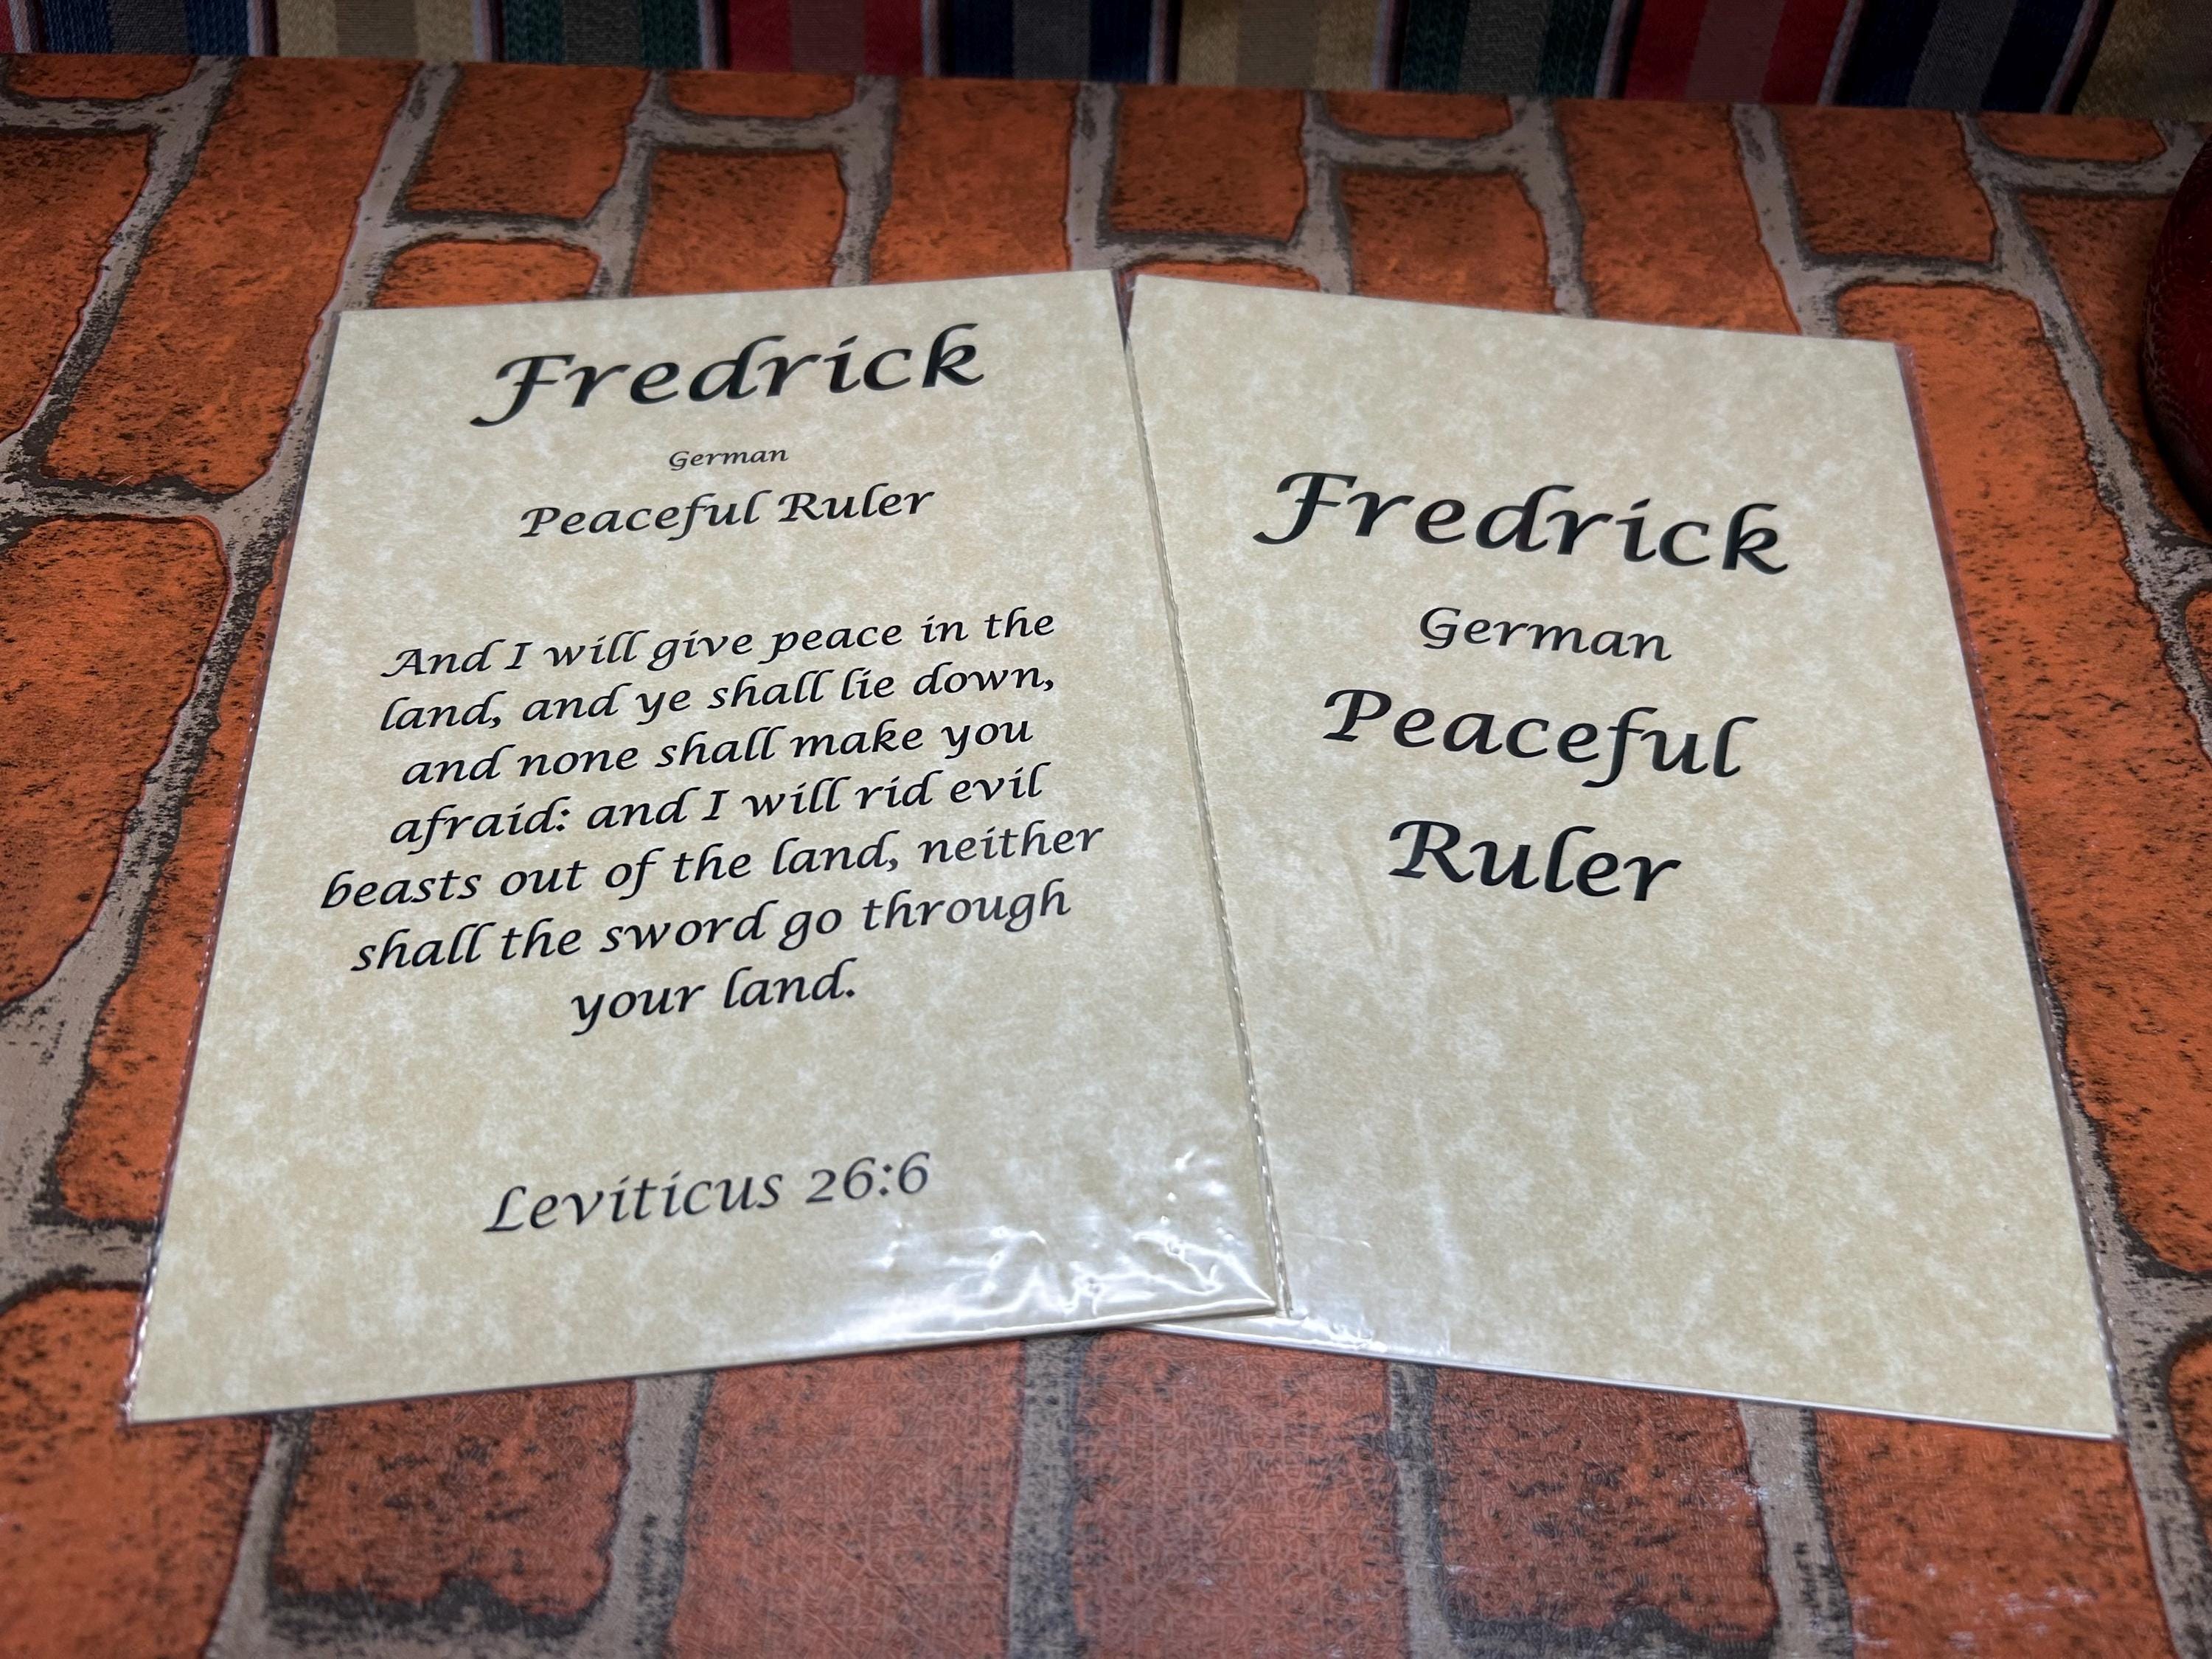 Fredrick
German
Peaceful Ruler
And I will give peace in the
land, and ye shall lie down,
and none shall make you
afraid: and I will rid evil
beasts out of the land, neither
shall the sword go through
your land.
Leviticus 26:6
Fredrick
German
Peaceful
Ruler